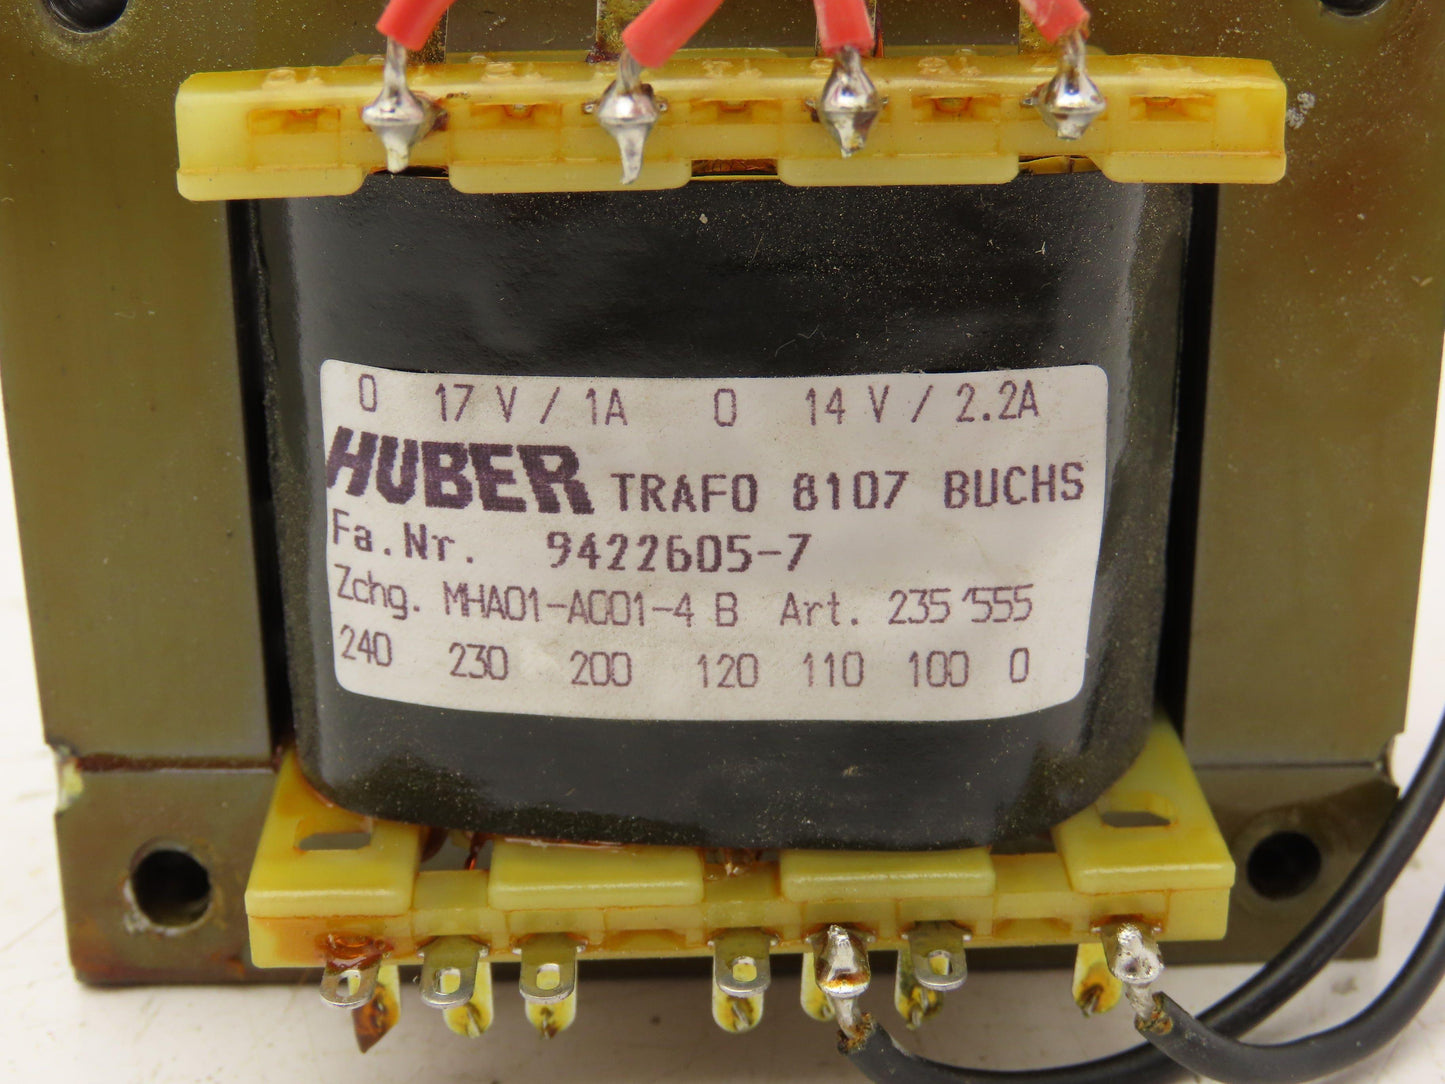 0 17 V / 1A 0 14 V / 2.2A
HUBER TRAFO 8107 BUCHS
Fa.Nr. 9422605-7
Zchg. MHA01-AC01-4 B Art. 235'555
240 230 200 120 110 100 0